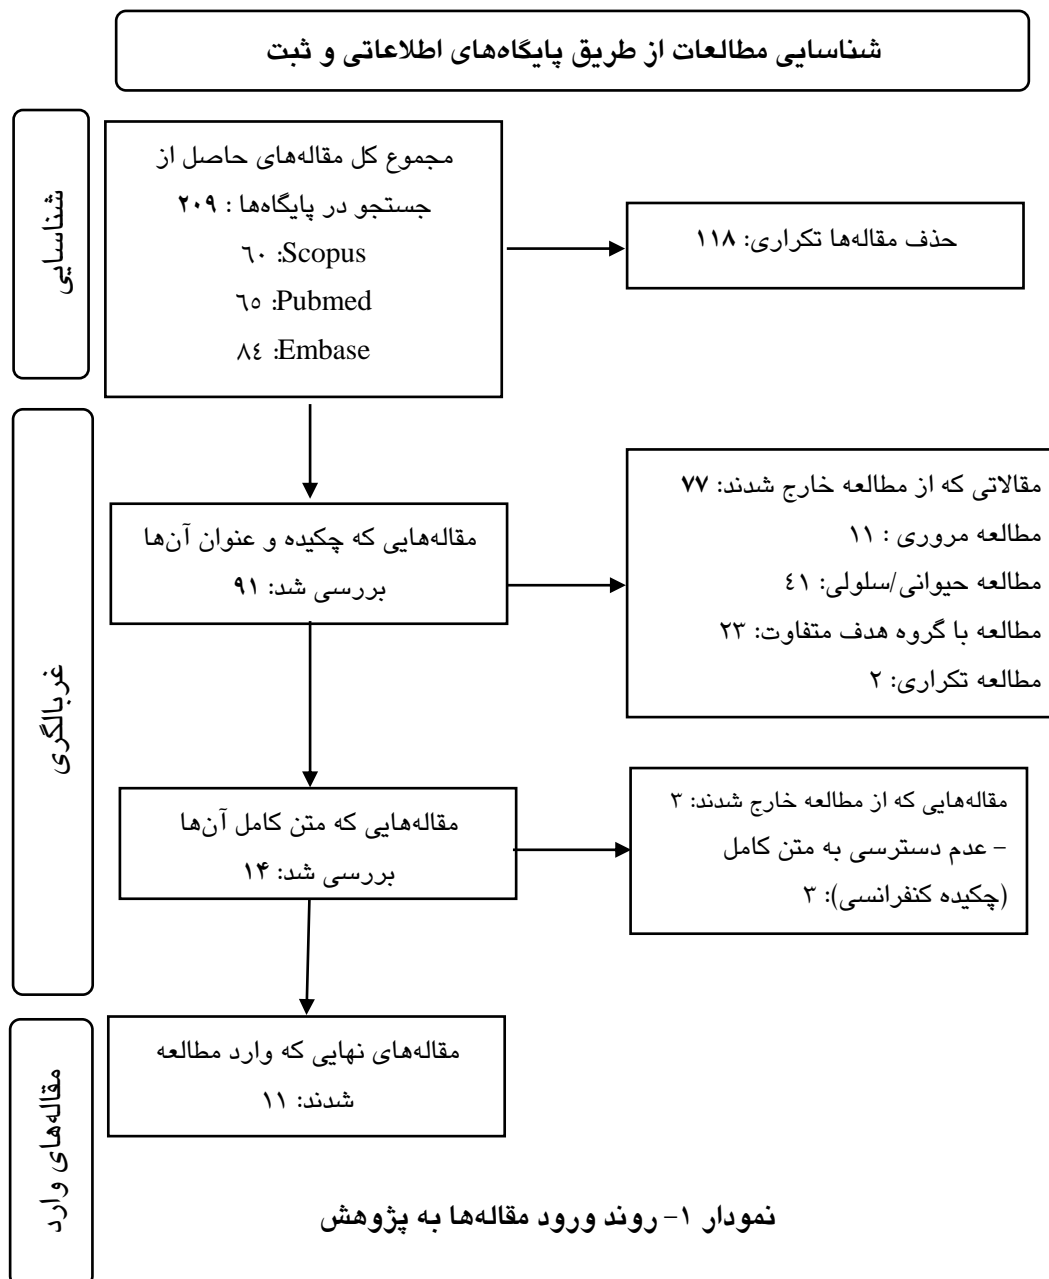 شناسایی مطالعات از طریق پایگاه‌های اطلاعاتی و ثبت
شناسایی
مجموع کل مقاله‌های حاصل از
جستجو در پایگاه‌ها : ۲۰۹
Scopus: ٦٠
Pubmed: ٦٥
Embase: ٨٤
حذف مقاله‌ها تکراری: ۱۱۸
غربالگری
مقاله‌هایی که چکیده و عنوان آن‌ها
بررسی شد: ۹۱
مقالاتی که از مطالعه خارج شدند: ۷۷
مطالعه مروری : ۱۱
مطالعه حیوانی/سلولی: ٤١
مطالعه با گروه هدف متفاوت: ۲۳
مطالعه تکراری: ۲
مقاله‌هایی که متن کامل آن‌ها
بررسی شد: ۱۴
مقاله‌هایی که از مطالعه خارج شدند: ۳
– عدم دسترسی به متن کامل
(چکیده کنفرانسی): ۳
مقاله‌های وارد
مقاله‌های نهایی که وارد مطالعه
شدند: ۱۱
نمودار ۱- روند ورود مقاله‌ها به پژوهش